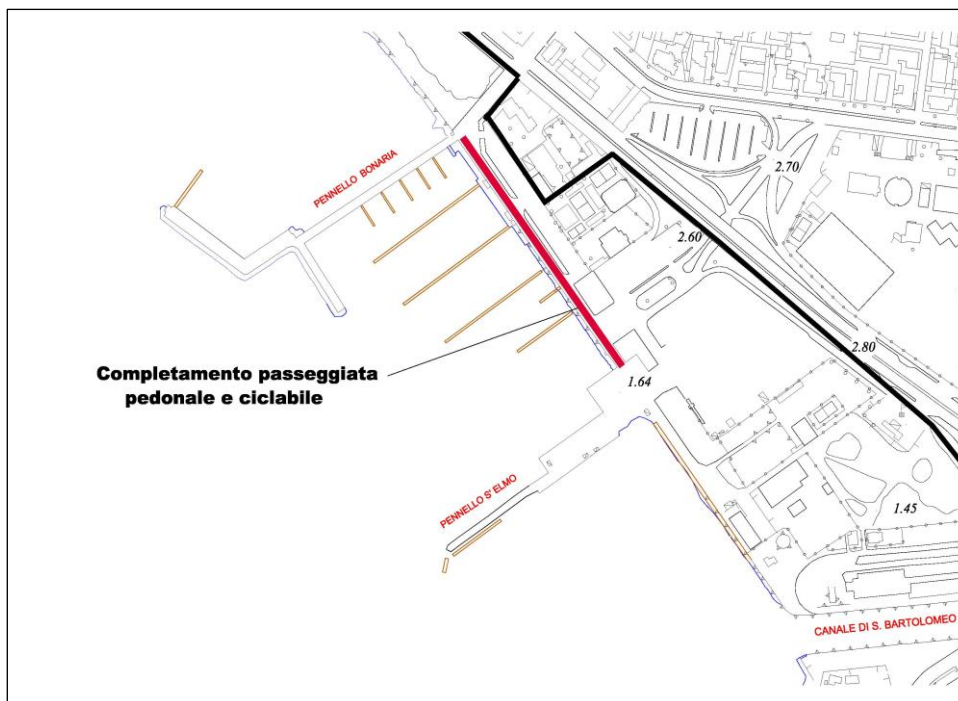 PENNELLO BONARIA
2.70
2.60
2.80
Completamento passeggiata
pedonale e ciclabile
1.64
PENNELLO S' ELMO
1.45
CANALE DI S. BARTOLOMEO